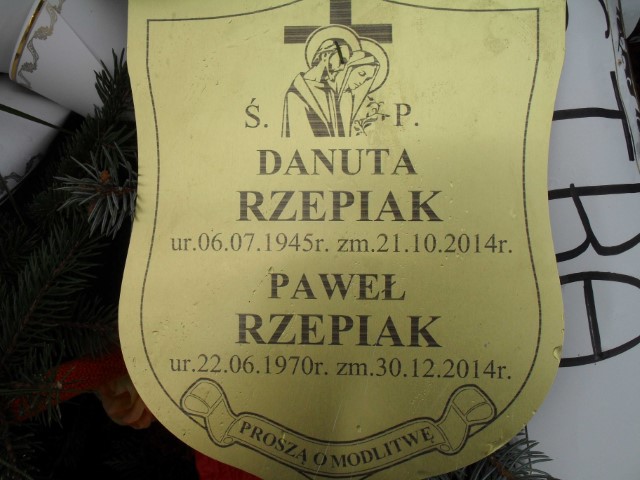 Ś. P.
DANUTA
RZEPIAK
ur.06.07.1945r. zm.21.10.2014r.
PAWEŁ
RZEPIAK
ur.22.06.1970r. zm.30.12.2014r.
PROSZĄ O MODLITWĘ